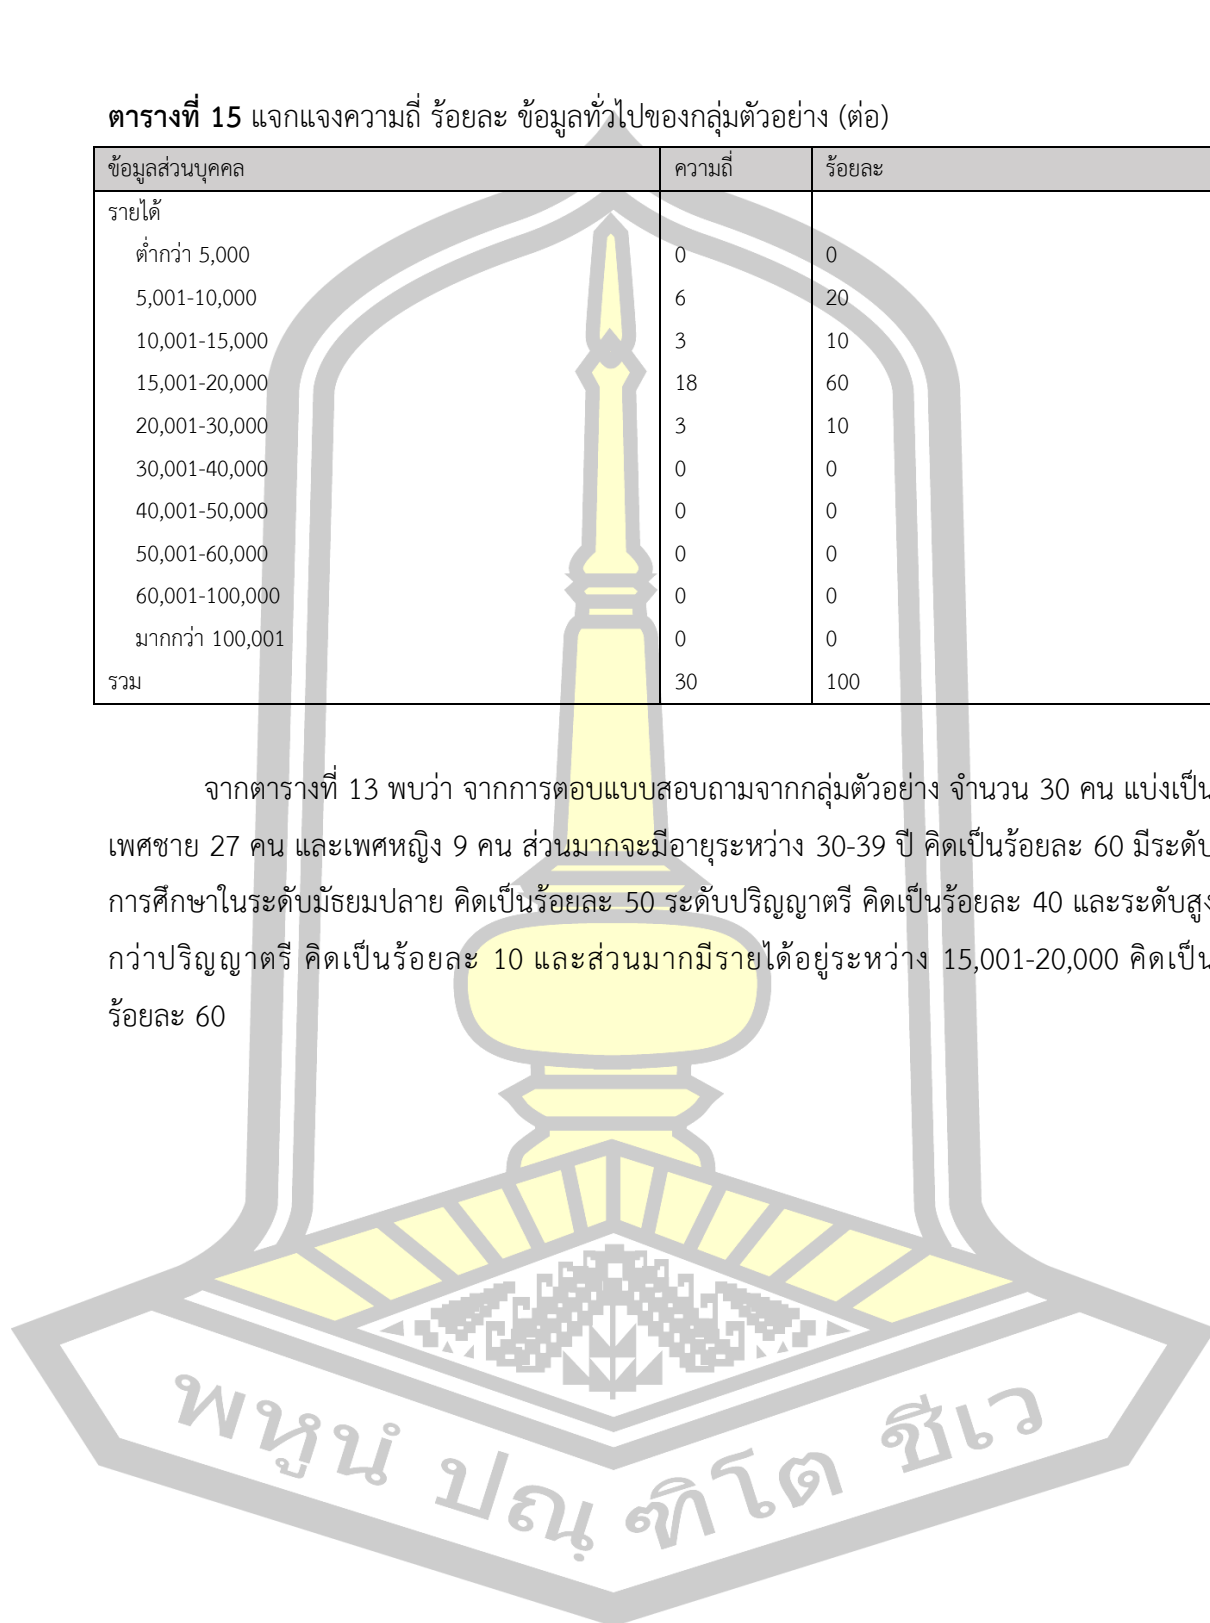 ตารางที่ 15 แจกแจงความถี่ ร้อยละ ข้อมูลทั่วไปของกลุ่มตัวอย่าง (ต่อ)
ข้อมูลส่วนบุคคล ความถี่ ร้อยละ
รายได้
ต่ำกว่า 5,000 0 0
5,001-10,000 6 20
10,001-15,000 3 10
15,001-20,000 18 60
20,001-30,000 3 10
30,001-40,000 0 0
40,001-50,000 0 0
50,001-60,000 0 0
60,001-100,000 0 0
มากกว่า 100,001 0 0
รวม 30 100
จากตารางที่ 13 พบว่า จากการตอบแบบสอบถามจากกลุ่มตัวอย่าง จำนวน 30 คน แบ่งเป็น
เพศชาย 27 คน และเพศหญิง 9 คน ส่วนมากจะมีอายุระหว่าง 30-39 ปี คิดเป็นร้อยละ 60 มีระดับ
การศึกษาในระดับมัธยมปลาย คิดเป็นร้อยละ 50 ระดับปริญญาตรี คิดเป็นร้อยละ 40 และระดับสูง
กว่าปริญญาตรี คิดเป็นร้อยละ 10 และส่วนมากมีรายได้อยู่ระหว่าง 15,001-20,000 คิดเป็น
ร้อยละ 60
พหูนํ ปณฺฑิโต ชีเว